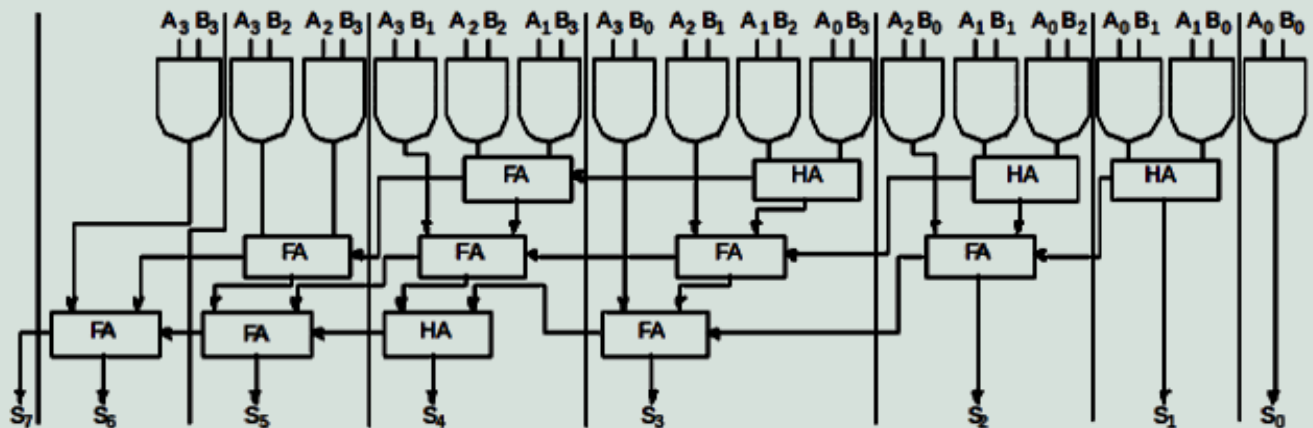 A₃ B₃ A₃ B₂ A₂ B₃ A₃ B₁ A₂ B₂ A₁ B₃ A₃ B₀ A₂ B₁ A₁ B₂ A₀ B₃ A₂ B₀ A₁ B₁ A₀ B₂ A₀ B₁ A₁ B₀ A₀ B₀
FA HA HA HA
FA FA FA FA
FA FA HA FA
S₇ S₆ S₅ S₄ S₃ S₂ S₁ S₀